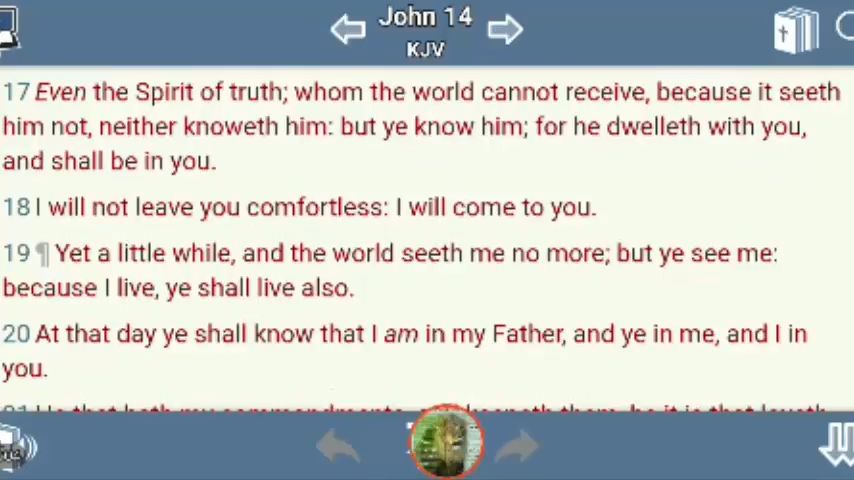 John 14
KJV
17 Even the Spirit of truth; whom the world cannot receive, because it seeth
him not, neither knoweth him: but ye know him; for he dwelleth with you,
and shall be in you.
18 I will not leave you comfortless: I will come to you.
19 ¶ Yet a little while, and the world seeth me no more; but ye see me:
because I live, ye shall live also.
20 At that day ye shall know that I am in my Father, and ye in me, and I in
you.